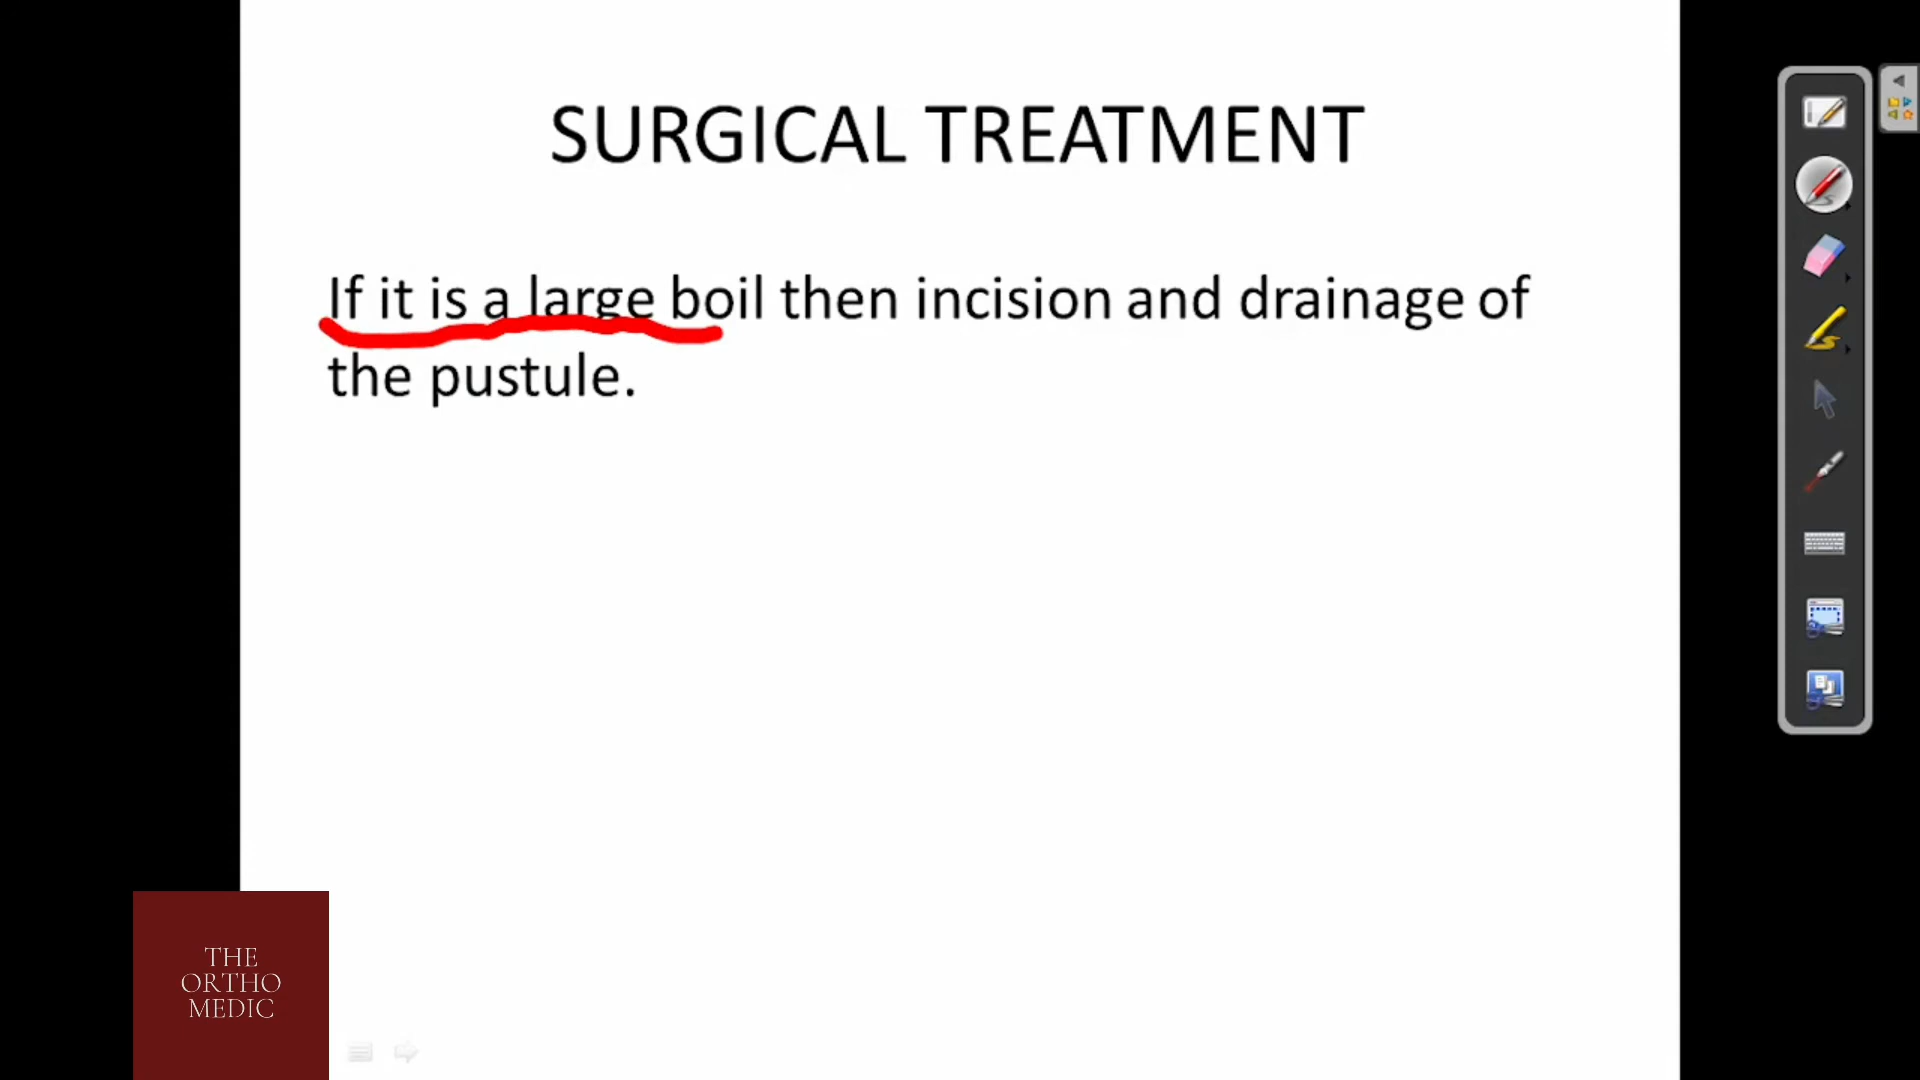 SURGICAL TREATMENT
If it is a large boil then incision and drainage of
the pustule.
THE
ORTHO
MEDIC